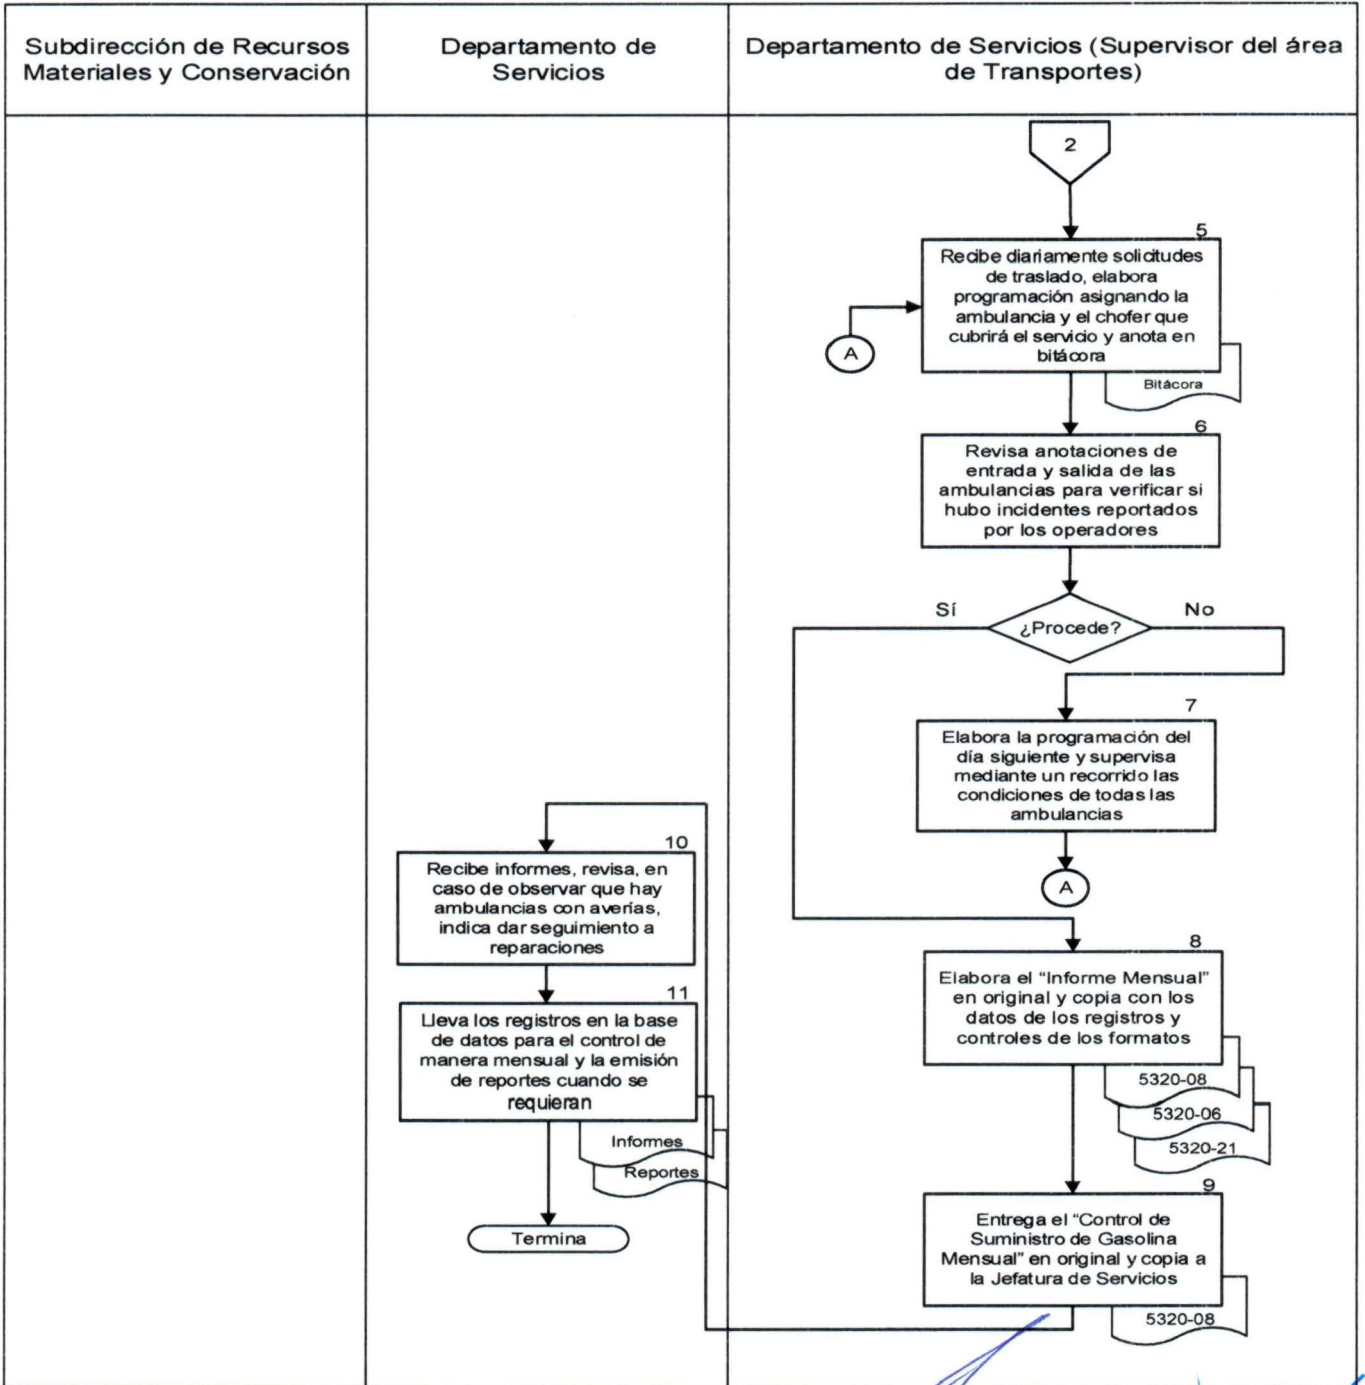 Subdirección de Recursos
Materiales y Conservación
Departamento de
Servicios
Departamento de Servicios (Supervisor del área
de Transportes)
2
5
Recibe diariamente solicitudes
de traslado, elabora
programación asignando la
ambulancia y el chofer que
cubrirá el servicio y anota en
bitácora
A
Bitácora
6
Revisa anotaciones de
entrada y salida de las
ambulancias para verificar si
hubo incidentes reportados
por los operadores
Sí
¿Procede?
No
7
Elabora la programación del
día siguiente y supervisa
mediante un recorrido las
condiciones de todas las
ambulancias
A
10
Recibe informes, revisa, en
caso de observar que hay
ambulancias con averías,
indica dar seguimiento a
reparaciones
8
Elabora el “Informe Mensual”
en original y copia con los
datos de los registros y
controles de los formatos
5320-08
5320-06
5320-21
11
Lleva los registros en la base
de datos para el control de
manera mensual y la emisión
de reportes cuando se
requieran
Informes
Reportes
Termina
9
Entrega el “Control de
Suministro de Gasolina
Mensual” en original y copia a
la Jefatura de Servicios
5320-08